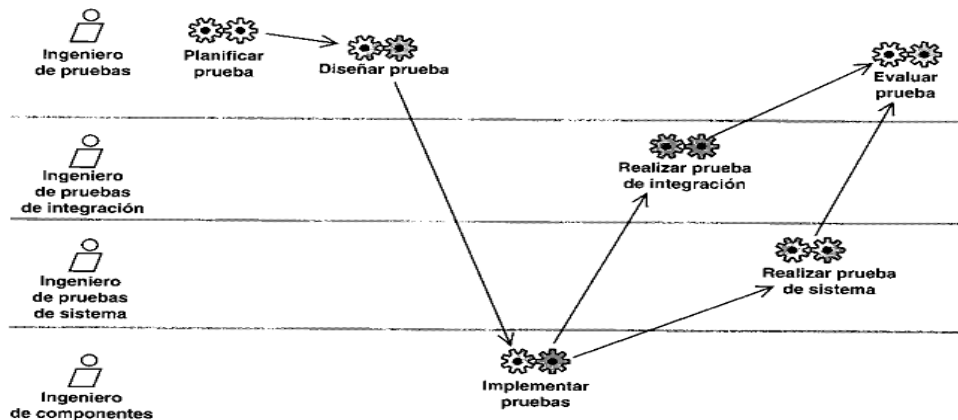 Ingeniero
de pruebas
Planificar
prueba
Diseñar prueba
Evaluar
prueba
Ingeniero
de pruebas
de integración
Realizar prueba
de integración
Ingeniero
de pruebas
de sistema
Realizar prueba
de sistema
Ingeniero
de componentes
Implementar
pruebas